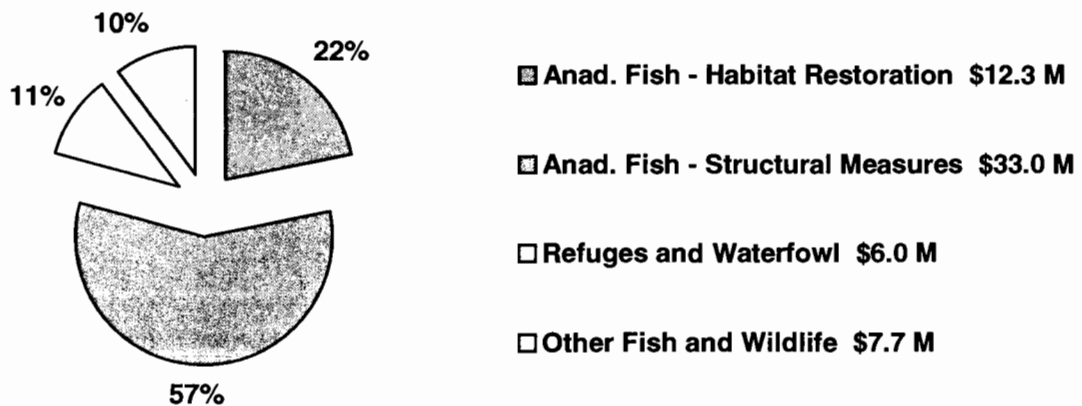 10%
22%
11%
57%
Anad. Fish - Habitat Restoration $12.3 M
Anad. Fish - Structural Measures $33.0 M
Refuges and Waterfowl $6.0 M
Other Fish and Wildlife $7.7 M